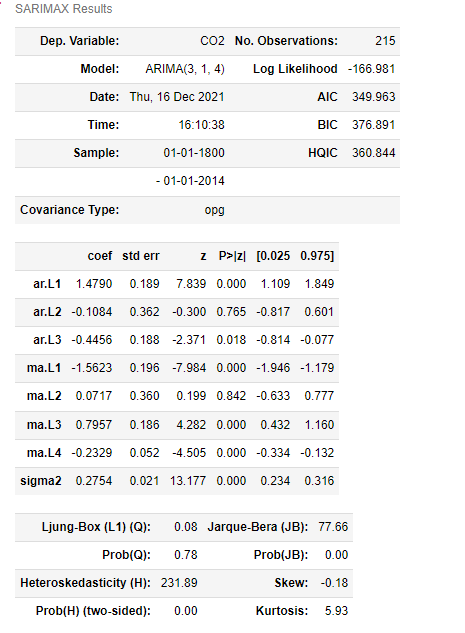 SARIMAX Results
Dep. Variable: CO2 No. Observations: 215
Model: ARIMA(3, 1, 4) Log Likelihood -166.981
Date: Thu, 16 Dec 2021 AIC 349.963
Time: 16:10:38 BIC 376.891
Sample: 01-01-1800 HQIC 360.844
- 01-01-2014
Covariance Type: opg
coef std err z P>|z| [0.025 0.975]
ar.L1 1.4790 0.189 7.839 0.000 1.109 1.849
ar.L2 -0.1084 0.362 -0.300 0.765 -0.817 0.601
ar.L3 -0.4456 0.188 -2.371 0.018 -0.814 -0.077
ma.L1 -1.5623 0.196 -7.984 0.000 -1.946 -1.179
ma.L2 0.0717 0.360 0.199 0.842 -0.633 0.777
ma.L3 0.7957 0.186 4.282 0.000 0.432 1.160
ma.L4 -0.2329 0.052 -4.505 0.000 -0.334 -0.132
sigma2 0.2754 0.021 13.177 0.000 0.234 0.316
Ljung-Box (L1) (Q): 0.08 Jarque-Bera (JB): 77.66
Prob(Q): 0.78 Prob(JB): 0.00
Heteroskedasticity (H): 231.89 Skew: -0.18
Prob(H) (two-sided): 0.00 Kurtosis: 5.93